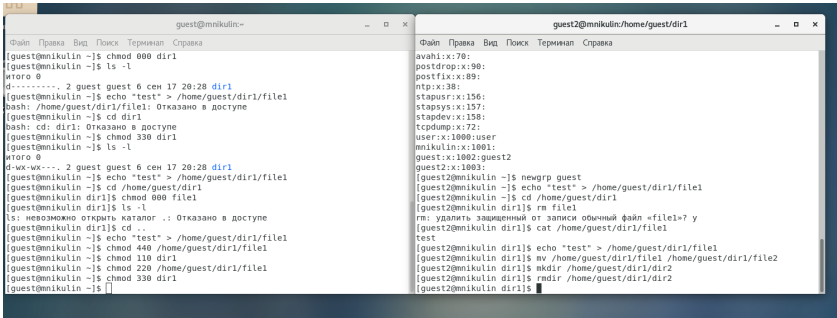 guest@mnikulin:~
Файл Правка Вид Поиск Терминал Справка
[guest@mnikulin ~]$ chmod 000 dir1
[guest@mnikulin ~]$ ls -l
итого 0
d---------. 2 guest guest 6 сен 17 20:28 dir1
[guest@mnikulin ~]$ echo "test" > /home/guest/dir1/file1
bash: /home/guest/dir1/file1: Отказано в доступе
[guest@mnikulin ~]$ cd dir1
bash: cd: dir1: Отказано в доступе
[guest@mnikulin ~]$ chmod 330 dir1
[guest@mnikulin ~]$ ls -l
итого 0
d-wx-wx---. 2 guest guest 6 сен 17 20:28 dir1
[guest@mnikulin ~]$ echo "test" > /home/guest/dir1/file1
[guest@mnikulin ~]$ cd /home/guest/dir1
[guest@mnikulin dir1]$ chmod 000 file1
[guest@mnikulin dir1]$ ls -l
ls: невозможно открыть каталог .: Отказано в доступе
[guest@mnikulin dir1]$ cd ..
[guest@mnikulin ~]$ echo "test" > /home/guest/dir1/file1
[guest@mnikulin ~]$ chmod 440 /home/guest/dir1/file1
[guest@mnikulin ~]$ chmod 110 dir1
[guest@mnikulin ~]$ chmod 220 /home/guest/dir1/file1
[guest@mnikulin ~]$ chmod 330 dir1
[guest@mnikulin ~]$
guest2@mnikulin:/home/guest/dir1
Файл Правка Вид Поиск Терминал Справка
avahi:x:70:
postdrop:x:90:
postfix:x:89:
ntp:x:38:
stapusr:x:156:
stapsys:x:157:
stapdev:x:158:
tcpdump:x:72:
user:x:1000:user
mnikulin:x:1001:
guest:x:1002:guest2
guest2:x:1003:
[guest2@mnikulin ~]$ newgrp guest
[guest2@mnikulin ~]$ echo "test" > /home/guest/dir1/file1
[guest2@mnikulin ~]$ cd /home/guest/dir1
[guest2@mnikulin dir1]$ rm file1
rm: удалить защищенный от записи обычный файл «file1»? y
[guest2@mnikulin dir1]$ cat /home/guest/dir1/file1
test
[guest2@mnikulin dir1]$ echo "test" > /home/guest/dir1/file1
[guest2@mnikulin dir1]$ mv /home/guest/dir1/file1 /home/guest/dir1/file2
[guest2@mnikulin dir1]$ mkdir /home/guest/dir1/dir2
[guest2@mnikulin dir1]$ rmdir /home/guest/dir1/dir2
[guest2@mnikulin dir1]$